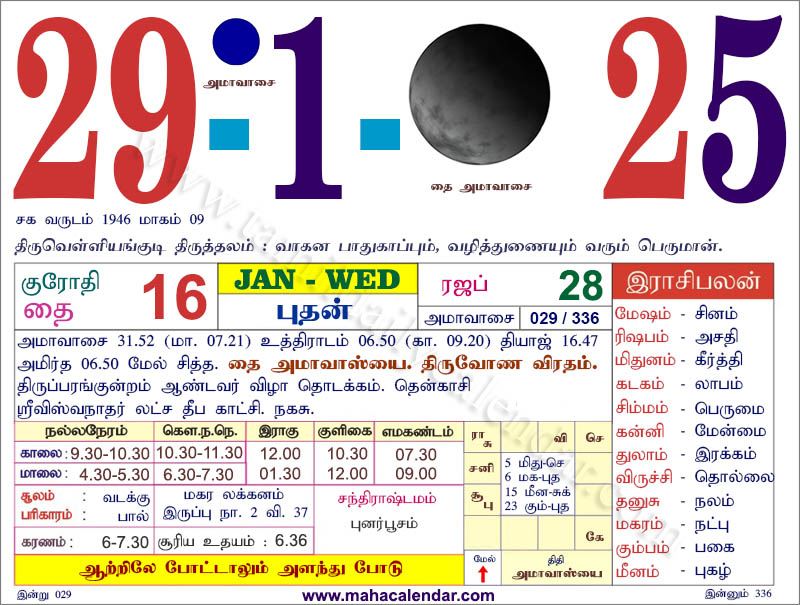 29-1-25
அமாவாசை
தை அமாவாசை
சக வருடம் 1946 மாகம் 09
திருவெள்ளியங்குடி திருத்தலம் : வாகன பாதுகாப்பும், வழித்துணையும் வரும் பெருமான்.
குரோதி
தை 16
JAN - WED
புதன்
ரஜப் 28
அமாவாசை 029 / 336
அமாவாசை 31.52 (மா. 07.21) உத்திராடம் 06.50 (கா. 09.20) தியாஜ் 16.47
அமிர்த 06.50 மேல் சித்த. தை அமாவாஸ்யை. திருவோண விரதம்.
திருப்பரங்குன்றம் ஆண்டவர் விழா தொடக்கம். தென்காசி
ஸ்ரீவிஸ்வநாதர் லட்ச தீப காட்சி. நகசு.
இராசிபலன்
மேஷம் - சினம்
ரிஷபம் - அசதி
மிதுனம் - கீர்த்தி
கடகம் - லாபம்
சிம்மம் - பெருமை
கன்னி - மேன்மை
துலாம் - இரக்கம்
விருச்சி - தொல்லை
தனுசு - நலம்
மகரம் - நட்பு
கும்பம் - பகை
மீனம் - புகழ்
நல்லநேரம் கௌ.ந.நெ. இராகு குளிகை எமகண்டம்
காலை: 9.30-10.30 10.30-11.30 12.00 10.30 07.30
மாலை: 4.30-5.30 6.30-7.30 01.30 12.00 09.00
சூலம் : வடக்கு
பரிகாரம் : பால்
மகர லக்கனம்
இருப்பு நா. 2 வி. 37
சந்திராஷ்டமம்
புனர்பூசம்
கரணம் : 6-7.30 சூரிய உதயம் : 6.36
ஆற்றிலே போட்டாலும் அளந்து போடு
ரா
சு
வி செ
சனி
சூ
பு
5 மிது-செ
6 மக-புத
15 மீன-சுக்
23 கும்-புத
கே
மேல்
திதி
அமாவாஸ்யை
இன்று 029
www.mahacalendar.com
இன்னும் 336